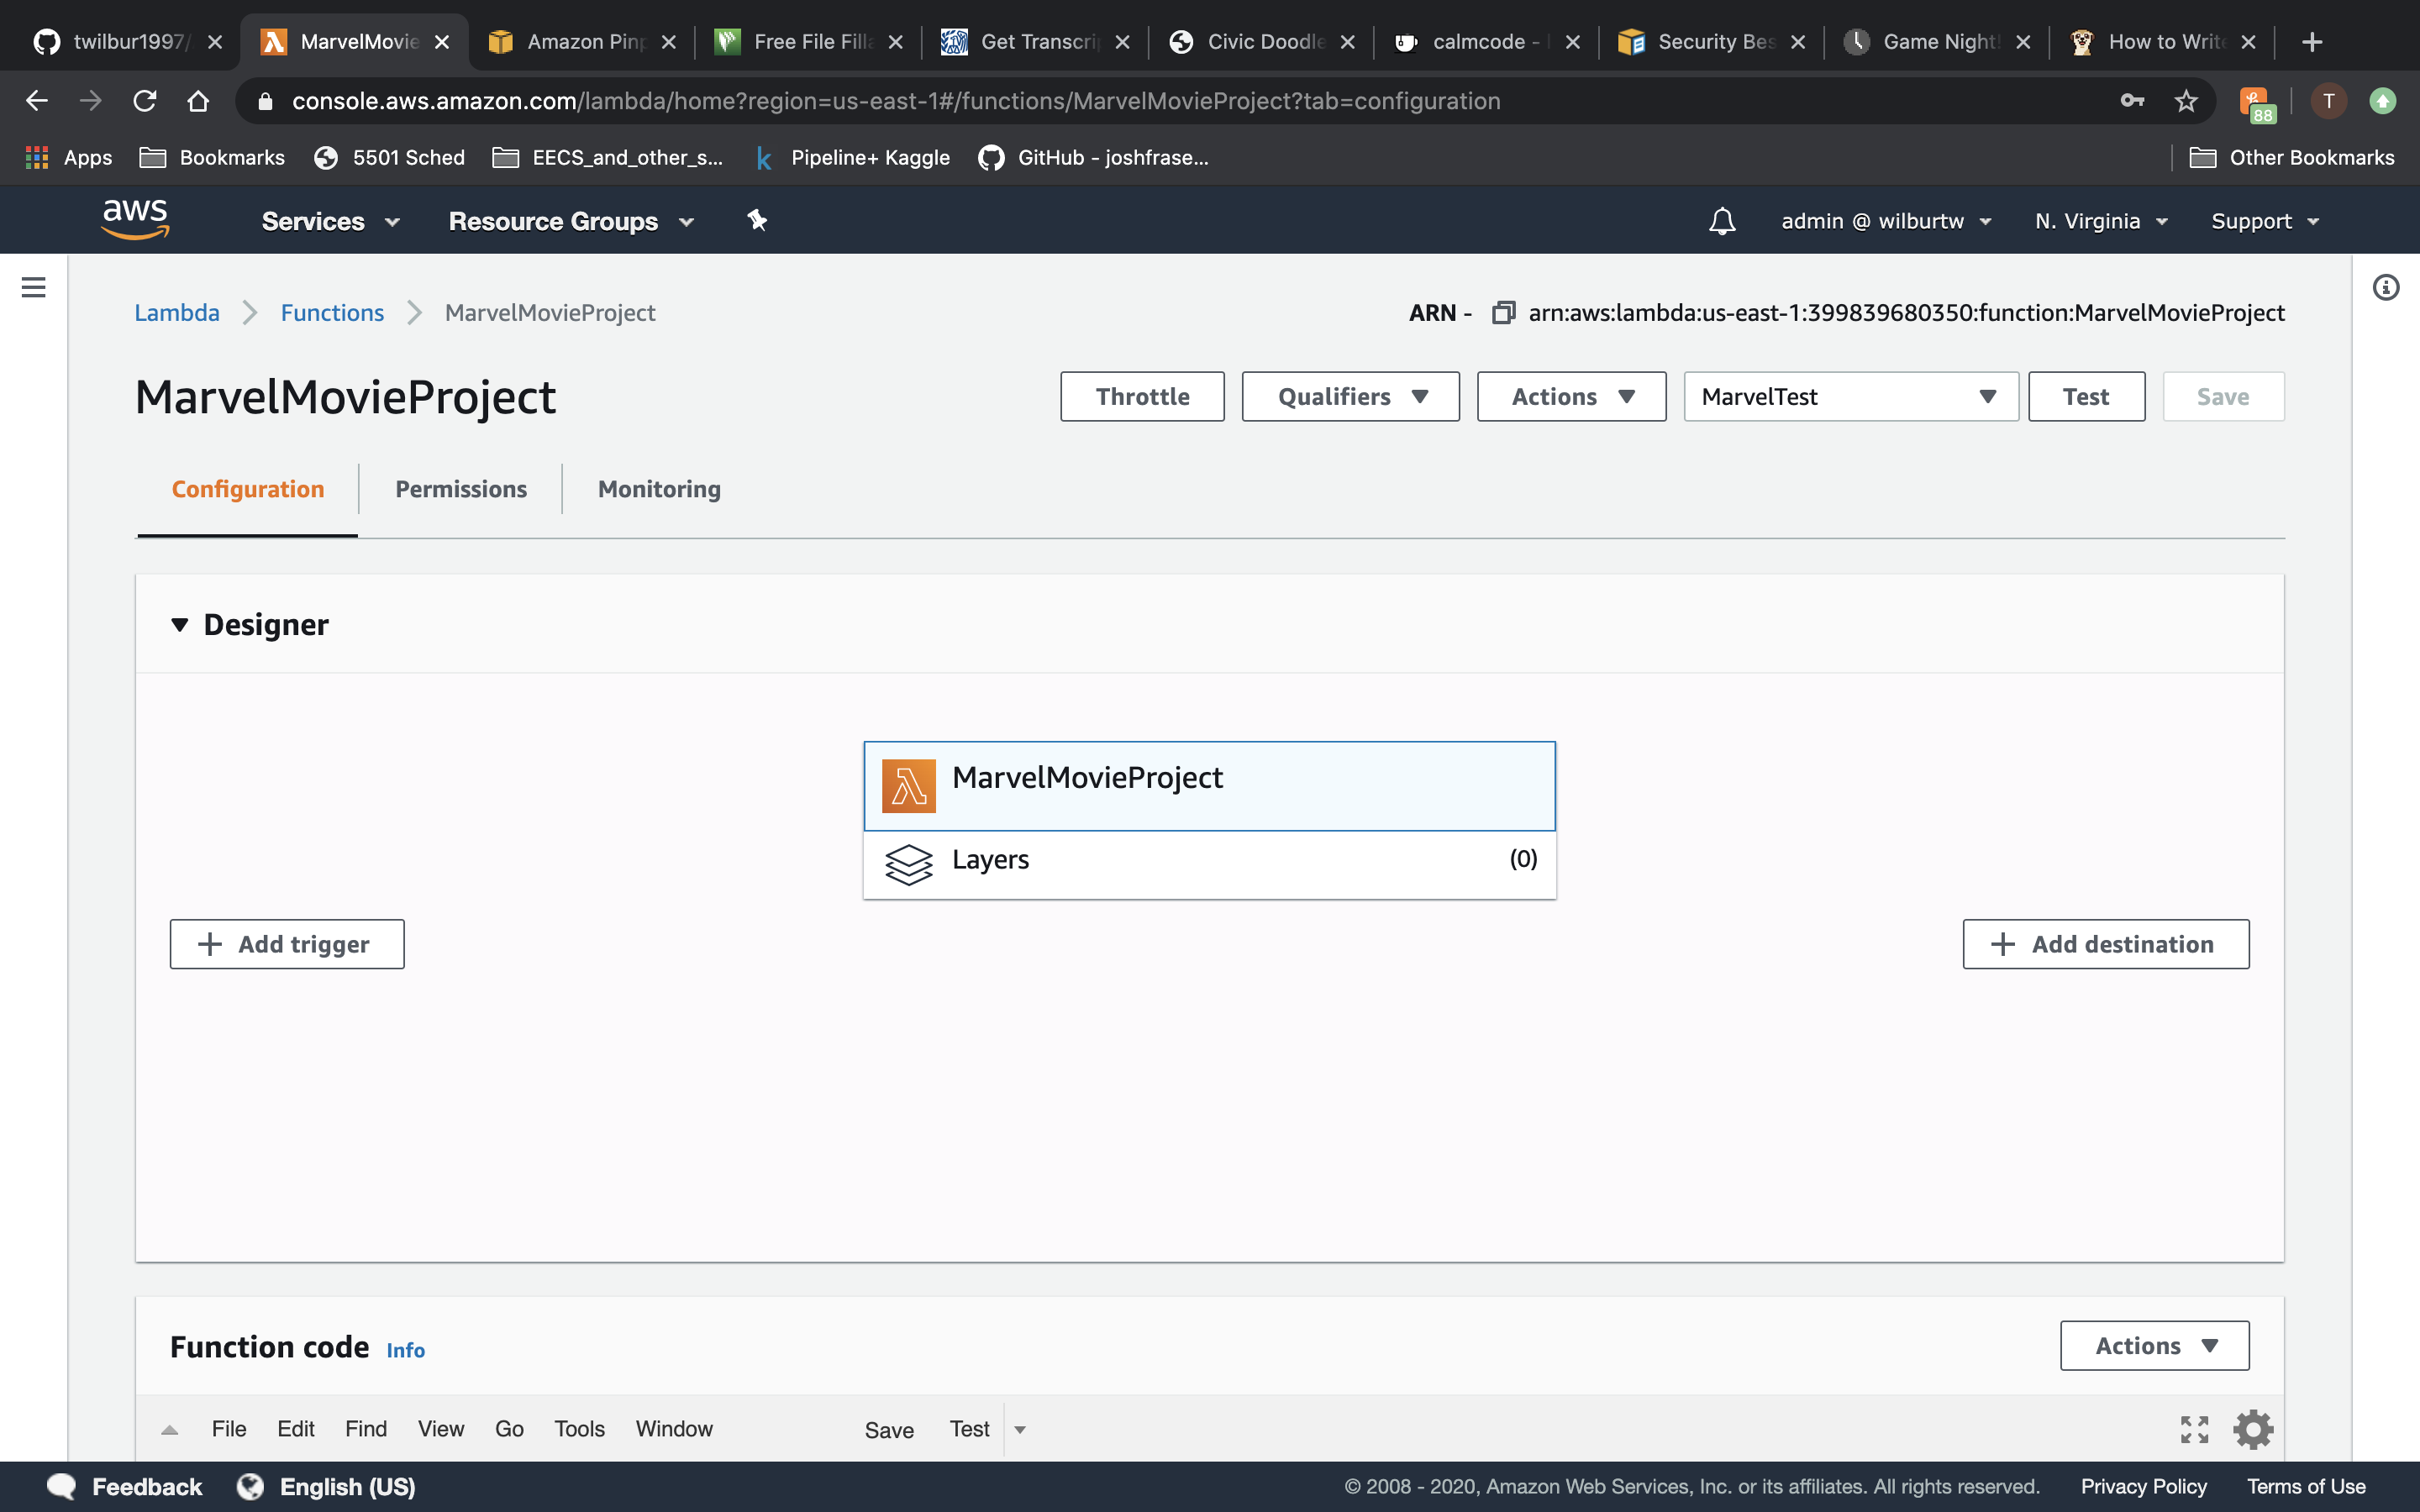 twilbur1997/ MarvelMovie Amazon Pinp Free File Filla Get Transcrip Civic Doodle calmcode - Security Bes Game Night! How to Write
console.aws.amazon.com/lambda/home?region=us-east-1#/functions/MarvelMovieProject?tab=configuration 88 T
Apps Bookmarks 5501 Sched EECS_and_other_s... k Pipeline+ Kaggle GitHub - joshfrase... Other Bookmarks
aws Services Resource Groups admin @ wilburtw N. Virginia Support
Lambda Functions MarvelMovieProject ARN - arn:aws:lambda:us-east-1:399839680350:function:MarvelMovieProject
MarvelMovieProject Throttle Qualifiers Actions MarvelTest Test Save
Configuration Permissions Monitoring
Designer
MarvelMovieProject
Layers (0)
Add trigger Add destination
Function code Info Actions
File Edit Find View Go Tools Window Save Test
Feedback English (US) © 2008 - 2020, Amazon Web Services, Inc. or its affiliates. All rights reserved. Privacy Policy Terms of Use